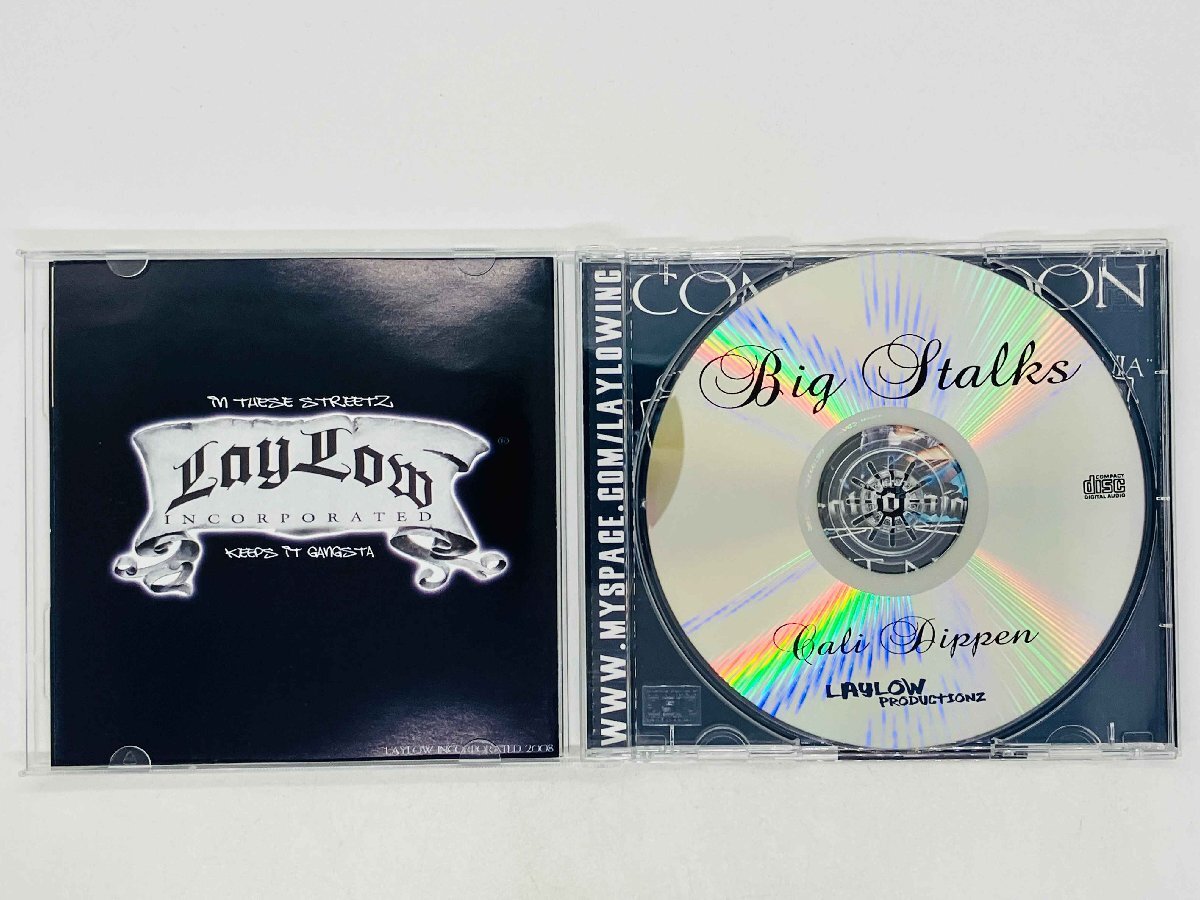 IN THESE STREETZ
LayLow
INCORPORATED
KEEPS IT GANGSTA
LAYLOW INCORPORATED 2008
WWW.MYSPACE.COM/LAYLOWING
Big Stalks
COMPACT
disc
DIGITAL AUDIO
Cali Dippen
LAYLOW
PRODUCTIONZ